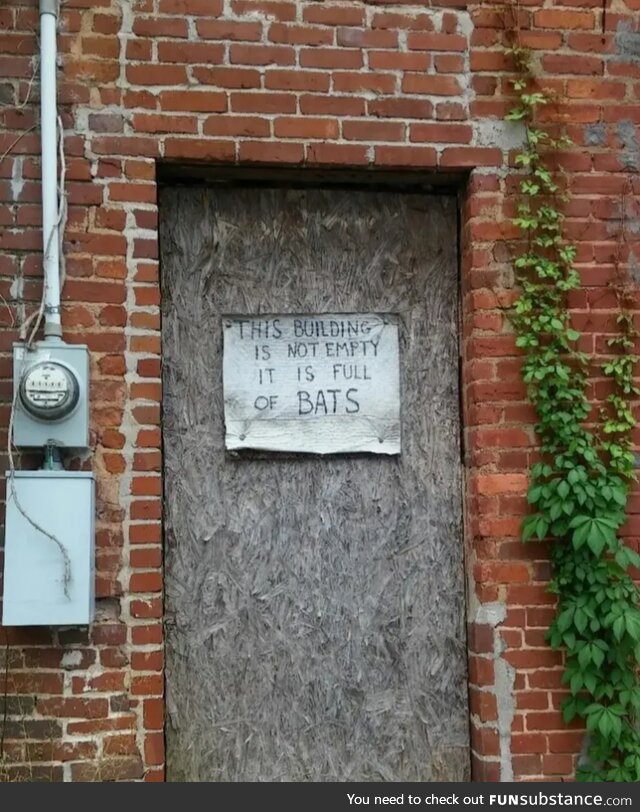 THIS BUILDING
IS NOT EMPTY
IT IS FULL
OF BATS
You need to check out FUNSubstance.com